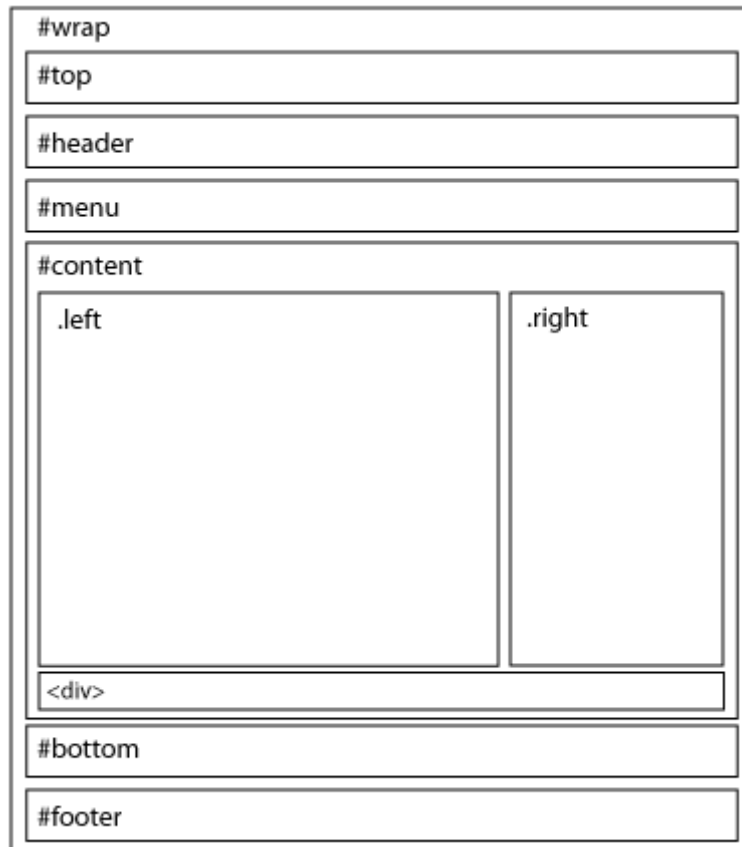 #wrap
#top
#header
#menu
#content
.left
.right
<div>
#bottom
#footer